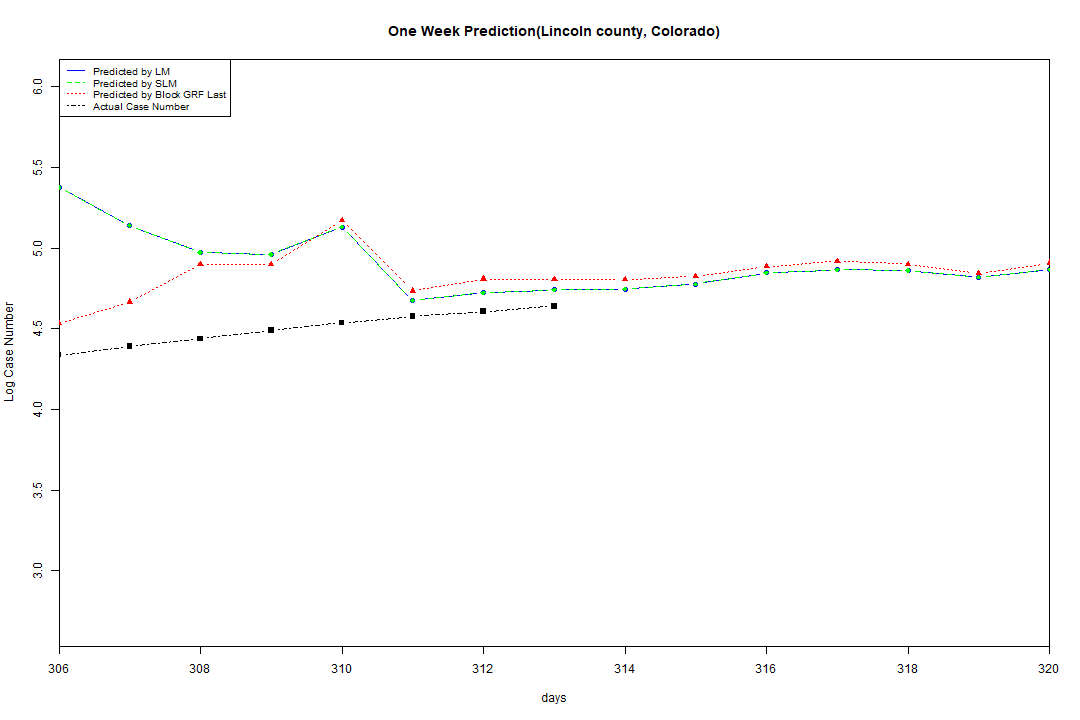 One Week Prediction(Lincoln county, Colorado)
Predicted by LM
Predicted by SLM
Predicted by Block GRF Last
Actual Case Number
Log Case Number
6.0
5.5
5.0
4.5
4.0
3.5
3.0
306 308 310 312 314 316 318 320
days